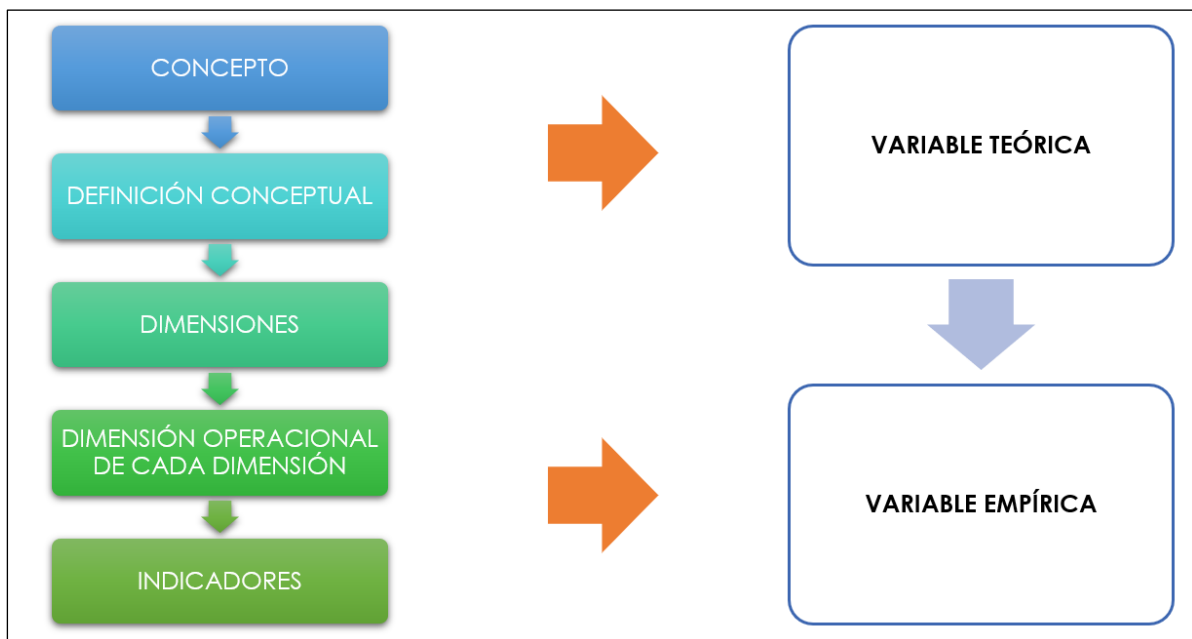 CONCEPTO
DEFINICIÓN CONCEPTUAL
DIMENSIONES
DIMENSIÓN OPERACIONAL
DE CADA DIMENSIÓN
INDICADORES
VARIABLE TEÓRICA
VARIABLE EMPÍRICA